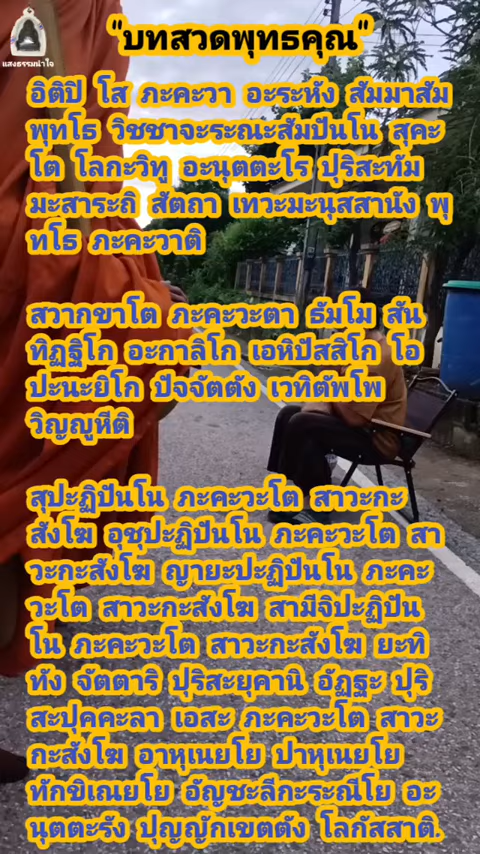 แสงธรรมนำใจ
"บทสวดพุทธคุณ"
อิติปิ โส ภะคะวา อะระหัง สัมมาสัม
พุทโธ วิชชาจะระณะสัมปันโน สุคะ
โต โลกะวิทู อะนุตตะโร ปุริสะทัม
มะสาระถิ สัตถา เทวะมะนุสสานัง พุ
ทโธ ภะคะวาติ
สวากขาโต ภะคะวะตา ธัมโม สัน
ทิฏฐิโก อะกาลิโก เอหิปัสสิโก โอ
ปะนะยิโก ปัจจัตตัง เวทิตัพโพ
วิญญูหีติ
สุปะฏิปันโน ภะคะวะโต สาวะกะ
สังโฆ อุชุปะฏิปันโน ภะคะวะโต สา
วะกะสังโฆ ญายะปะฏิปันโน ภะคะ
วะโต สาวะกะสังโฆ สามีจิปะฏิปัน
โน ภะคะวะโต สาวะกะสังโฆ ยะทิ
ทัง จัตตาริ ปุริสะยุคานิ อัฏฐะ ปุริ
สะปุคคะลา เอสะ ภะคะวะโต สาวะ
กะสังโฆ อาหุเนยโย ปาหุเนยโย
ทักขิเณยโย อัญชะลีกะระณีโย อะ
นุตตะรัง ปุญญักเขตตัง โลกัสสาติ.